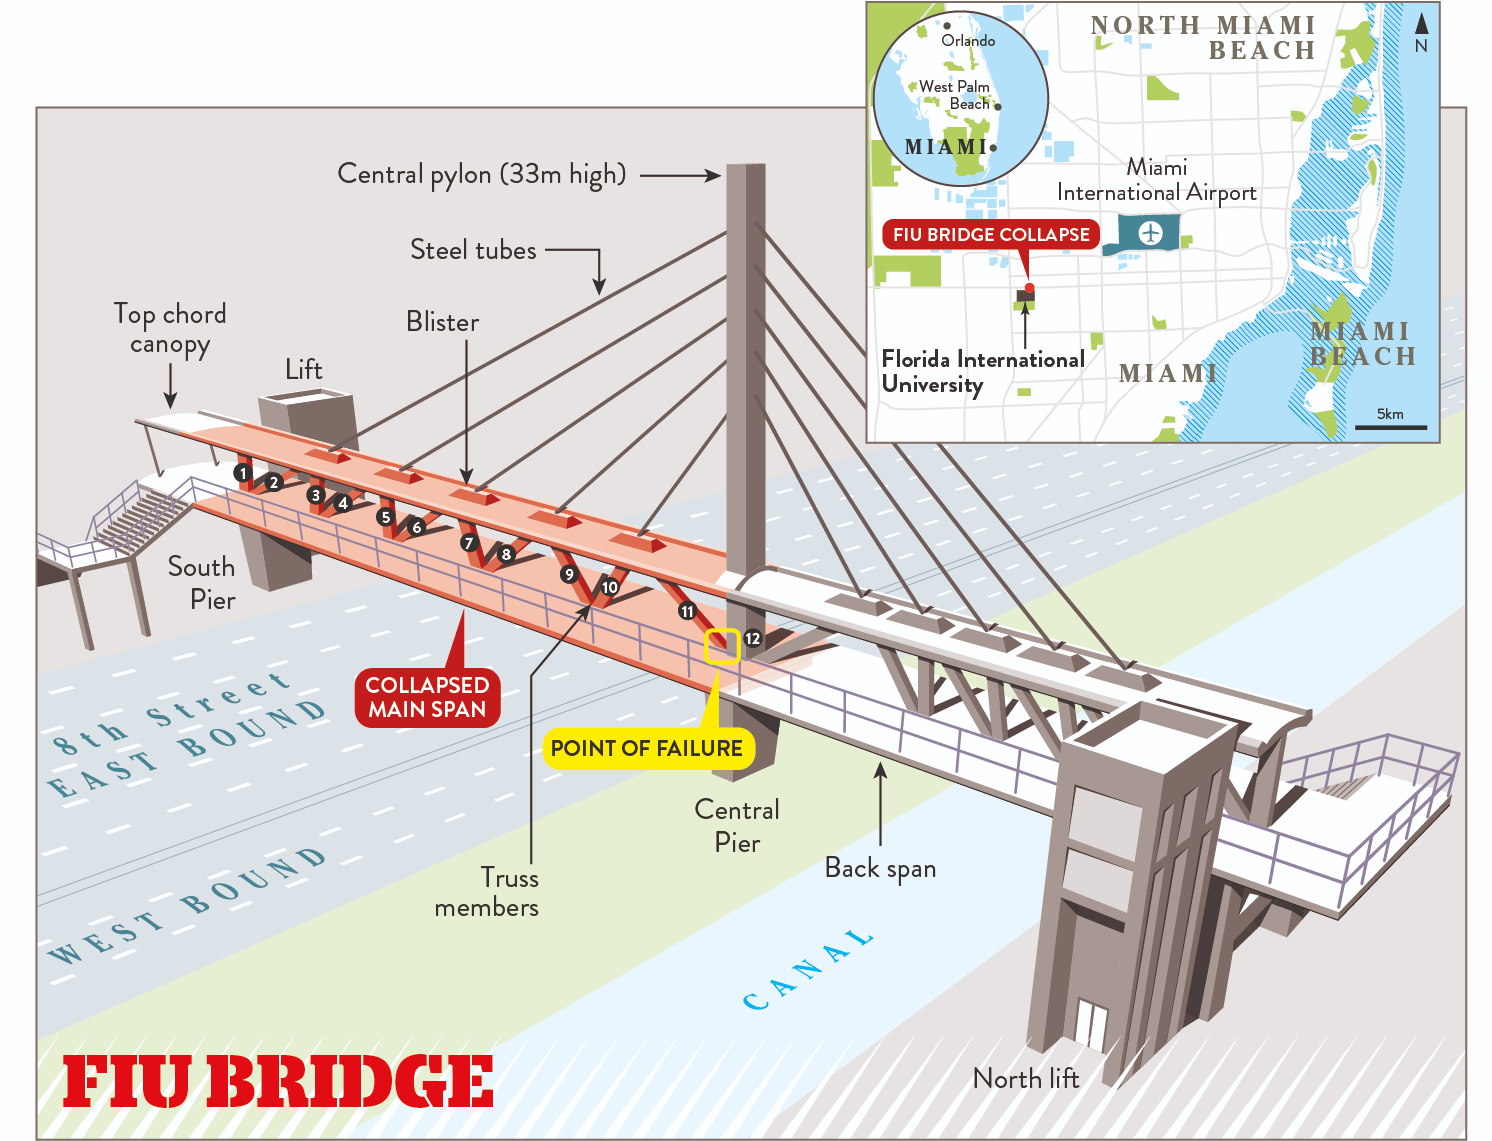 NORTH MIAMI
BEACH
N
Orlando
West Palm
Beach
MIAMI
Miami
International Airport
FIU BRIDGE COLLAPSE
Florida International
University
MIAMI
MIAMI
BEACH
5km
Central pylon (33m high)
Steel tubes
Blister
Top chord
canopy
Lift
1
2
3
4
5
6
7
8
9
10
11
12
South
Pier
COLLAPSED
MAIN SPAN
POINT OF FAILURE
8th Street
EAST BOUND
WEST BOUND
Central
Pier
Back span
Truss
members
CANAL
North lift
FIU BRIDGE